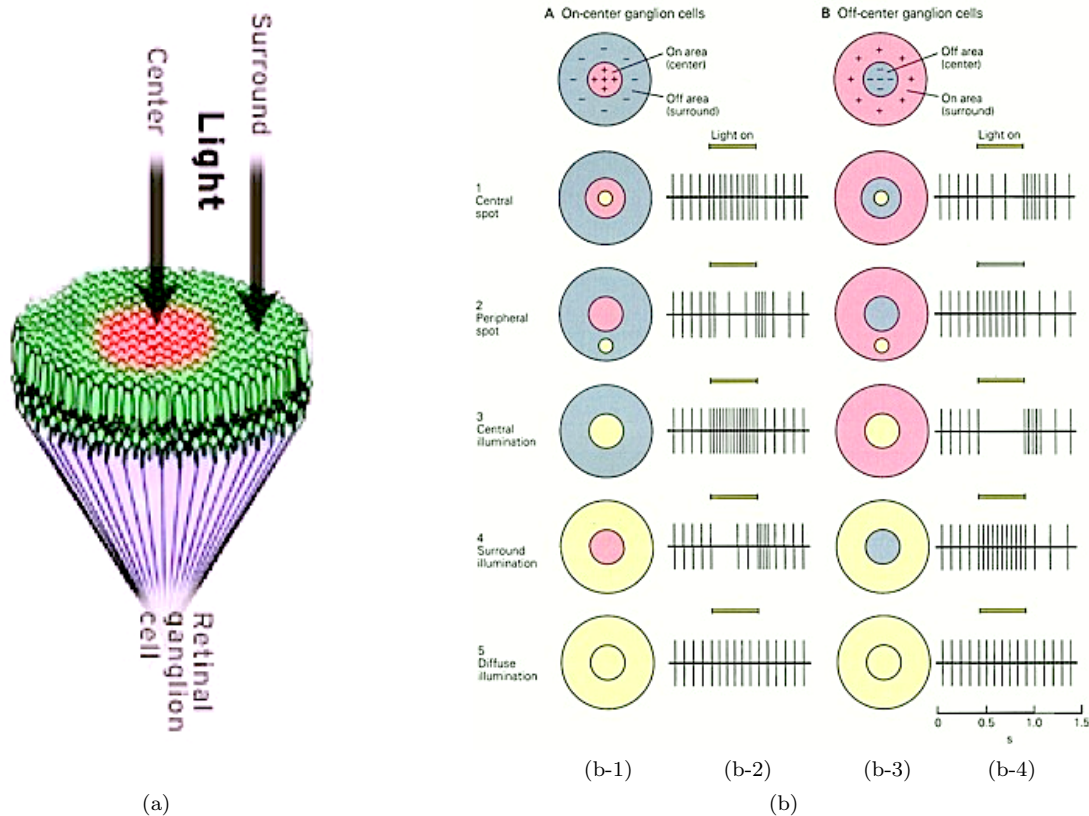 Surround
Light
Center
Retinal
ganglion
cell
(a)
A On-center ganglion cells
On area
(center)
Off area
(surround)
Light on
B Off-center ganglion cells
Off area
(center)
On area
(surround)
Light on
1
Central
spot
2
Peripheral
spot
3
Central
illumination
4
Surround
illumination
5
Diffuse
illumination
0 0.5 1.0 1.5
s
(b-1) (b-2) (b-3) (b-4)
(b)